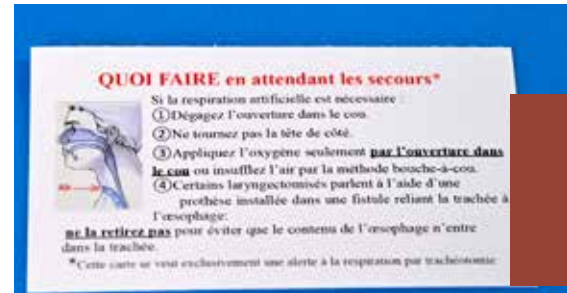 QUOI FAIRE en attendant les secours*
Si la respiration artificielle est nécessaire :
①Dégagez l'ouverture dans le cou.
②Ne tournez pas la tête de côté.
③Appliquez l'oxygène seulement par l'ouverture dans
le cou ou insufflez l'air par la méthode bouche-à-cou.
④Certains laryngectomisés parlent à l'aide d'une
prothèse installée dans une fistule reliant la trachée à
l'œsophage:
ne la retirez pas pour éviter que le contenu de l'œsophage n'entre
dans la trachée.
*Cette carte se veut exclusivement une alerte à la respiration par trachéotomie